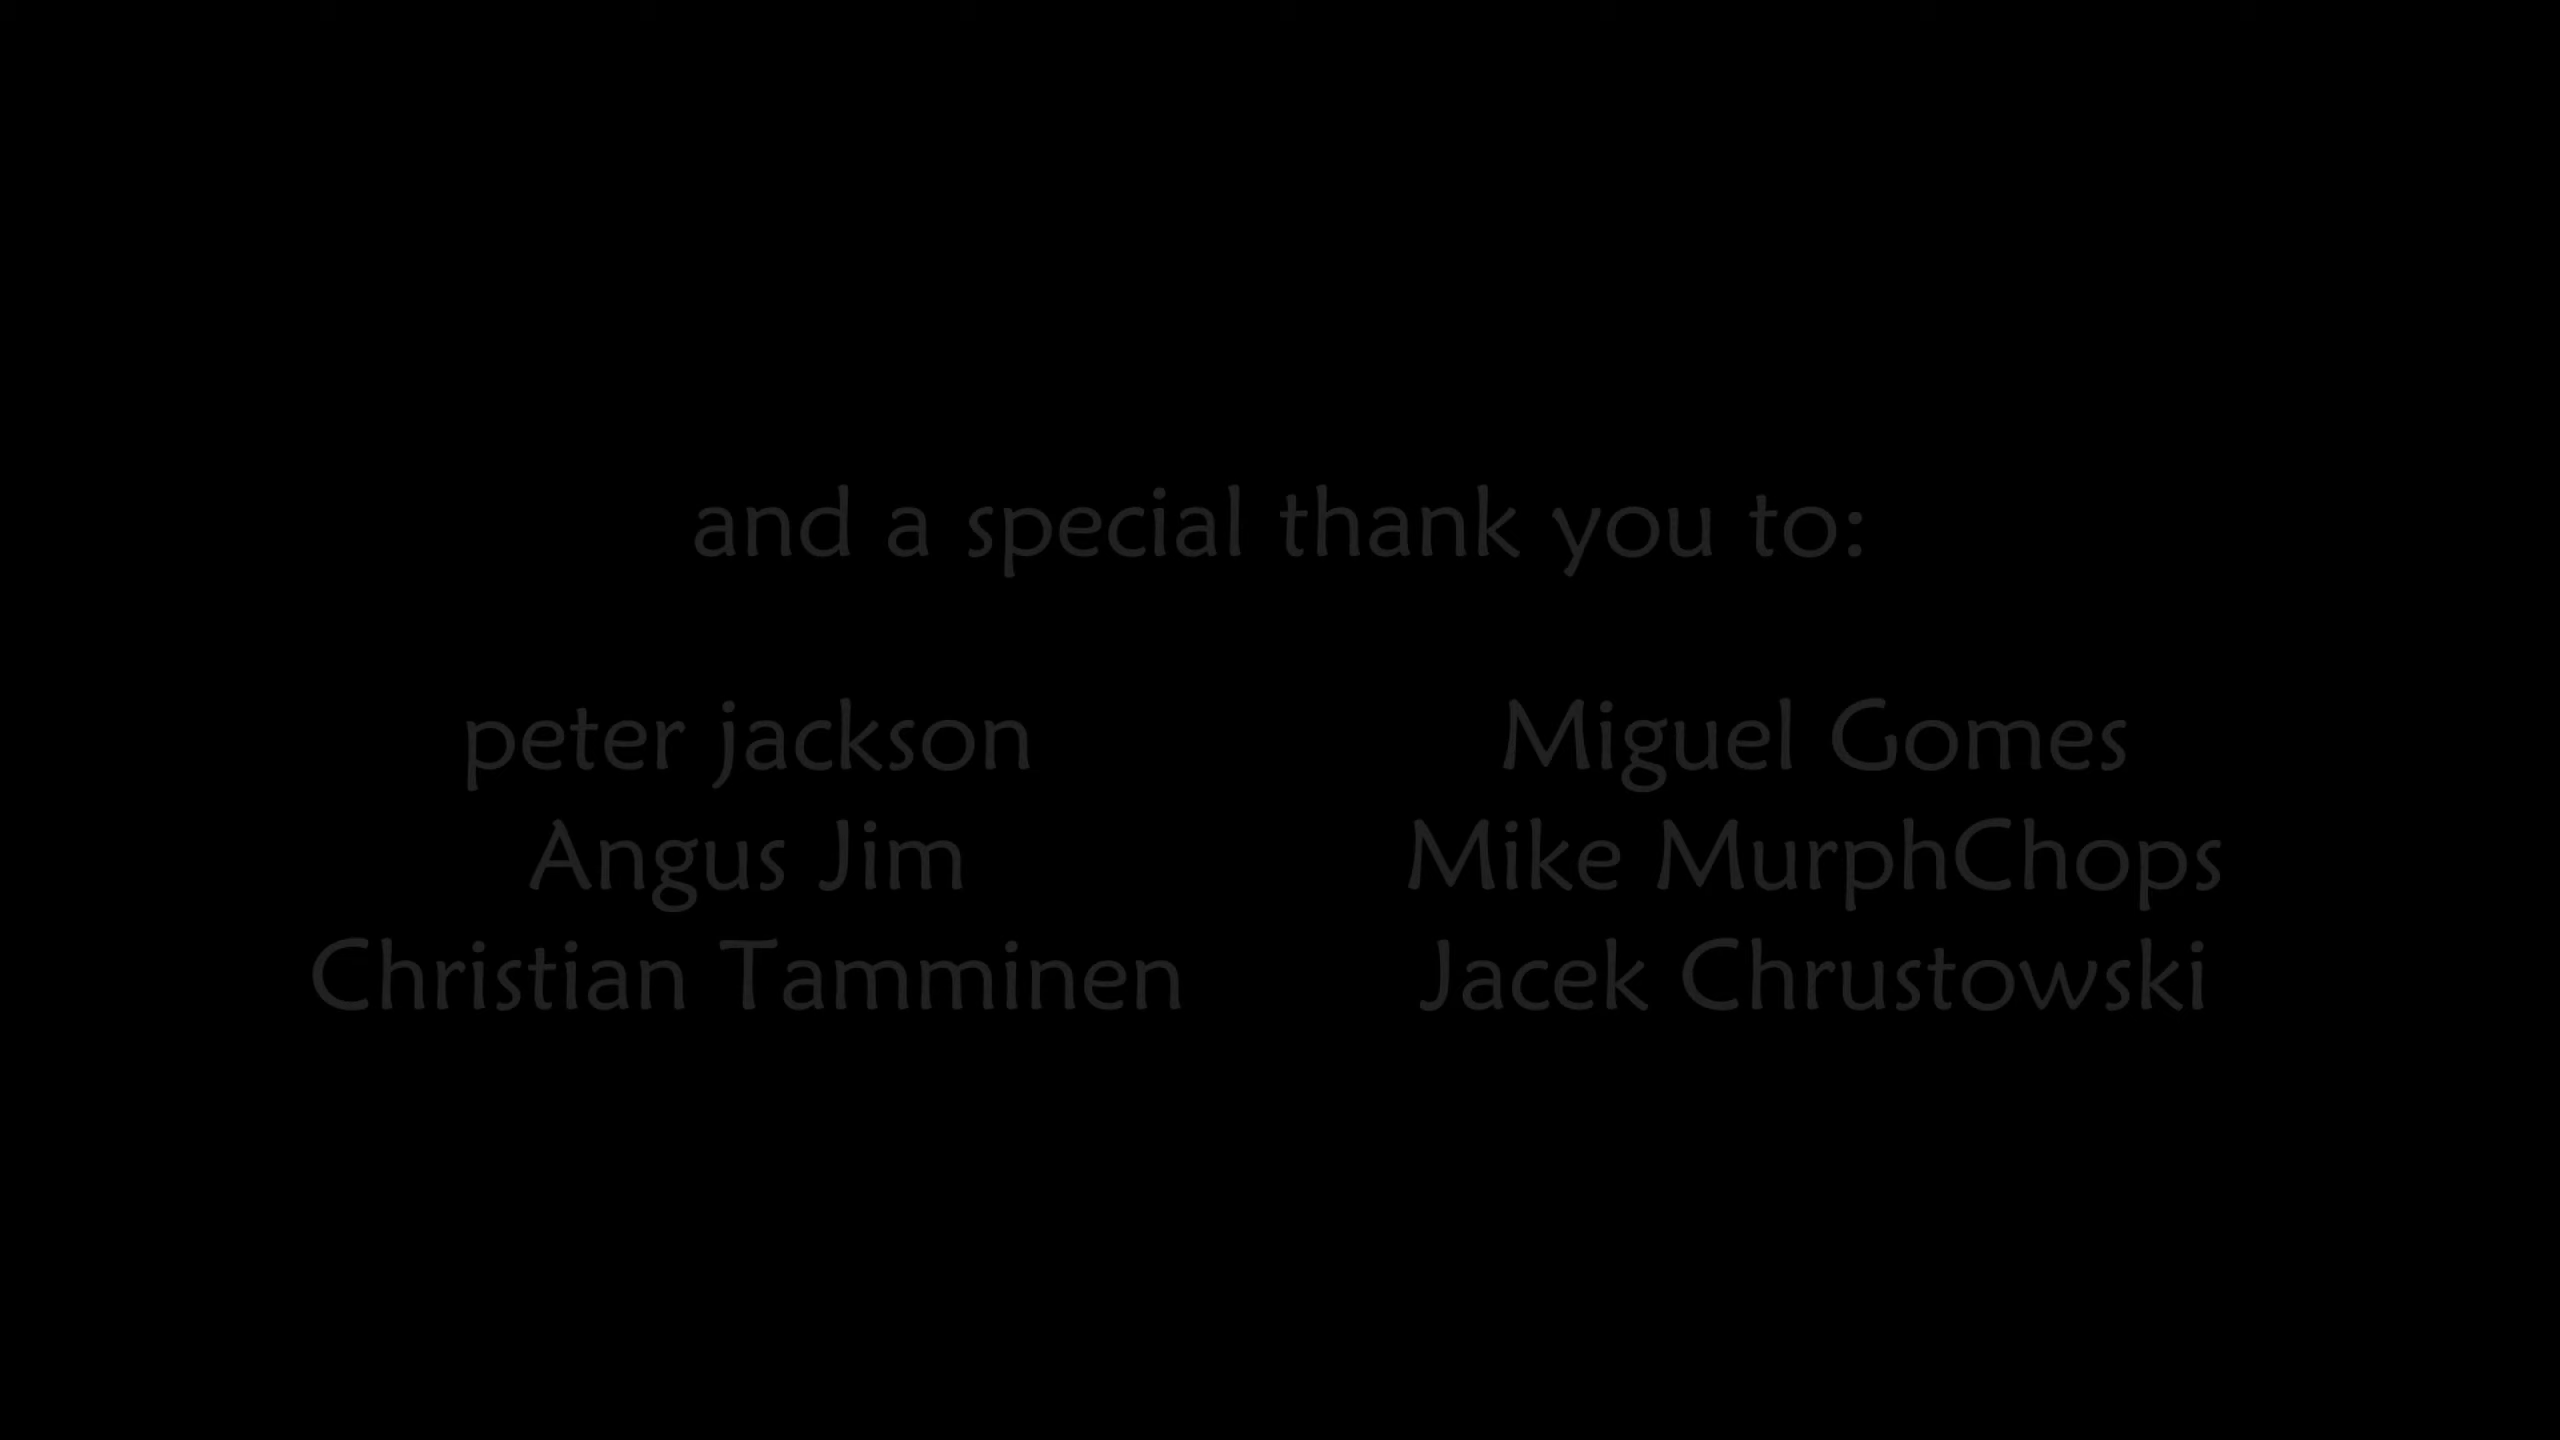 and a special thank you to:
peter jackson
Angus Jim
Christian Tamminen
Miguel Gomes
Mike MurphChops
Jacek Chrustowski